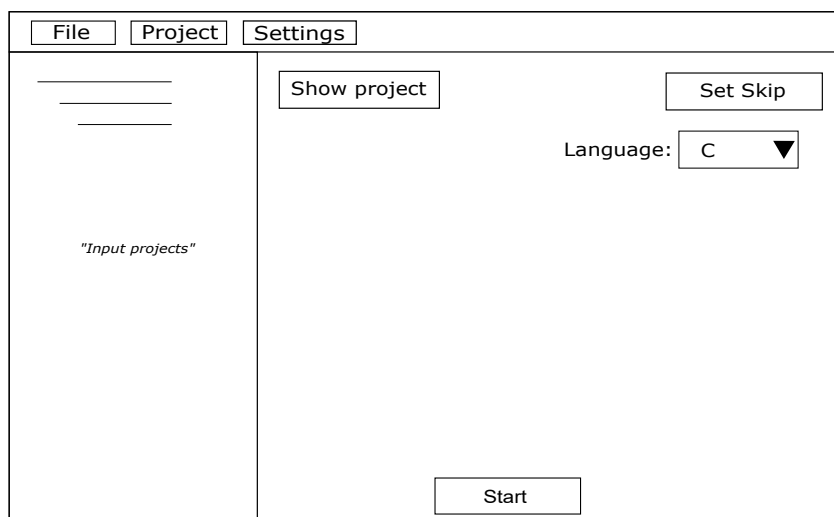 File Project Settings
Show project
Set Skip
Language: C
"Input projects"
Start